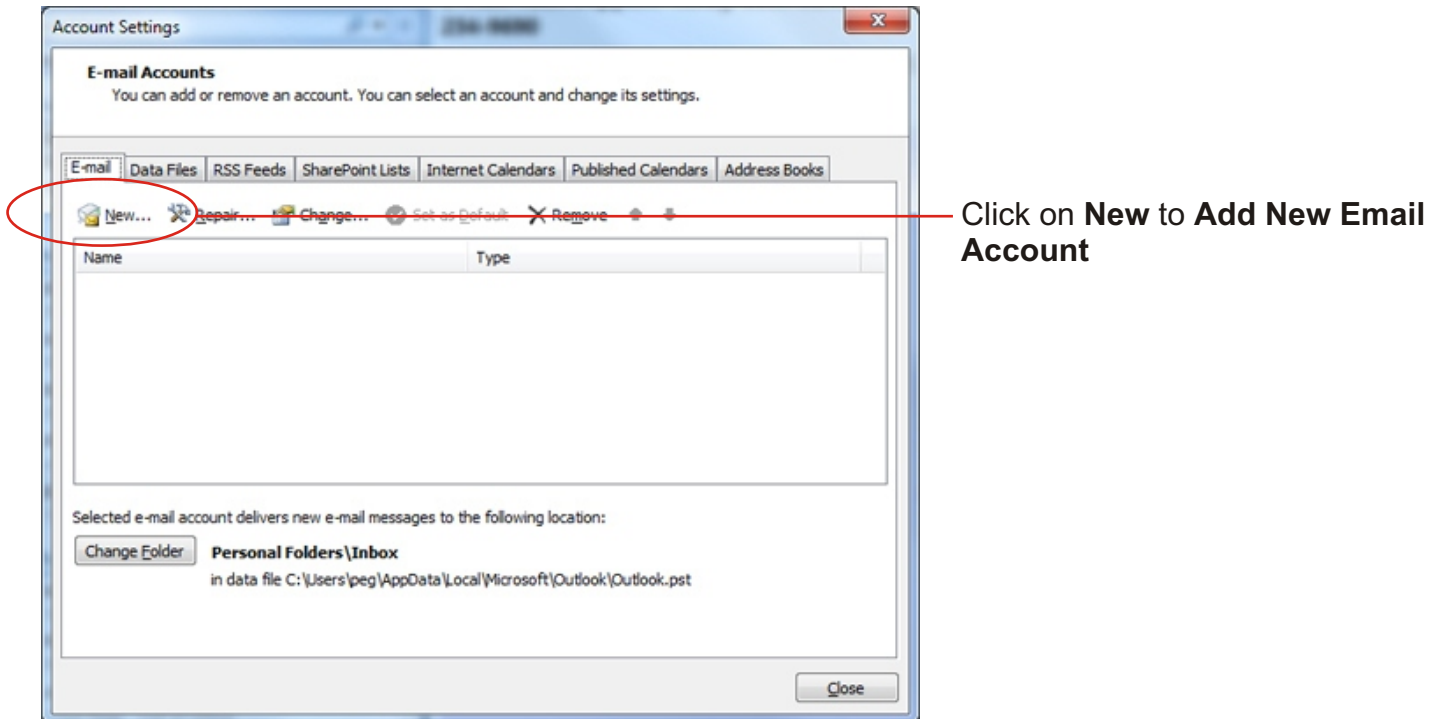 Account Settings
E-mail Accounts
You can add or remove an account. You can select an account and change its settings.
E-mail Data Files RSS Feeds SharePoint Lists Internet Calendars Published Calendars Address Books
New... Repair... Change... Set as Default Remove
Click on New to Add New Email
Account
Name Type
Selected e-mail account delivers new e-mail messages to the following location:
Change Folder Personal Folders\Inbox
in data file C:\Users\peg\AppData\Local\Microsoft\Outlook\Outlook.pst
Close